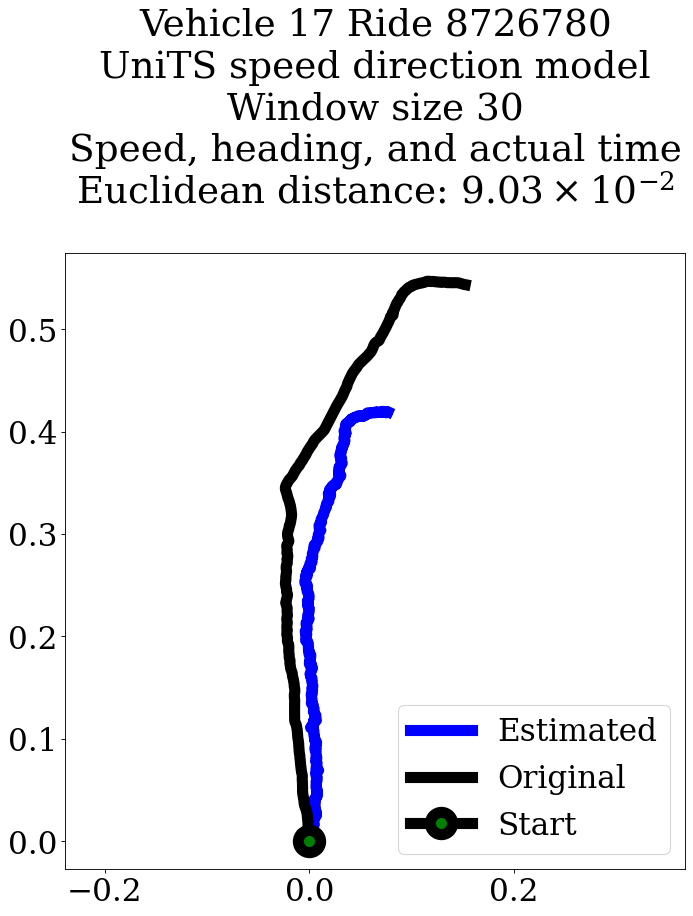 Vehicle 17 Ride 8726780
UniTS speed direction model
Window size 30
Speed, heading, and actual time
Euclidean distance: 9.03 × 10⁻²
0.5
0.4
0.3
0.2
0.1
0.0
−0.2 0.0 0.2
Estimated
Original
Start